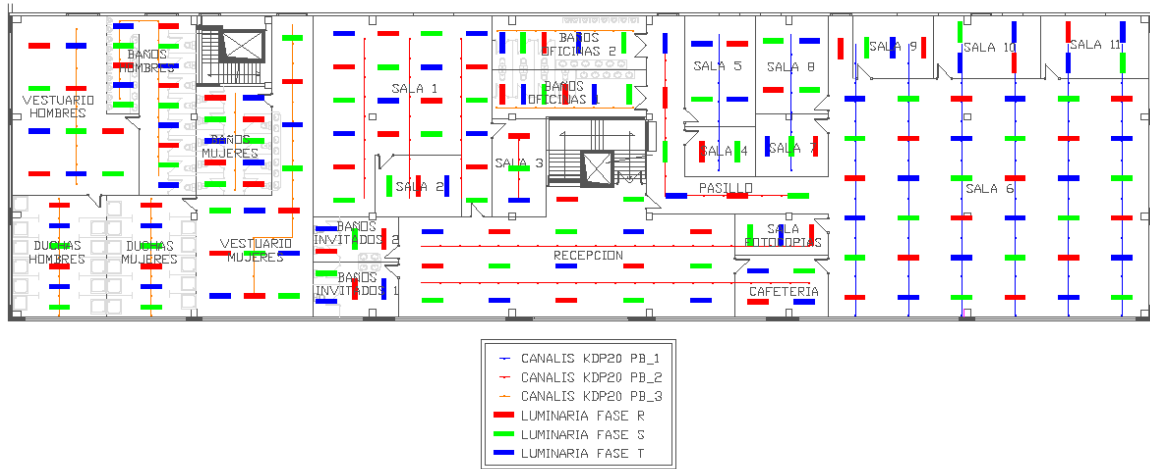 BAÑOS
HOMBRES
VESTUARIO
HOMBRES
BAÑOS
MUJERES
DUCHAS
HOMBRES
DUCHAS
MUJERES
VESTUARIO
MUJERES
SALA 1
SALA 2
SALA 3
BAÑOS
OFICINAS 2
BAÑOS
OFICINAS 1
BAÑOS
INVITADOS 2
BAÑOS
INVITADOS 1
RECEPCION
SALA 5
SALA 8
SALA 4
SALA 7
PASILLO
SALA
FOTOCOPIAS
CAFETERIA
SALA 9
SALA 10
SALA 11
SALA 6
CANALIS KDP20 PB_1
CANALIS KDP20 PB_2
CANALIS KDP20 PB_3
LUMINARIA FASE R
LUMINARIA FASE S
LUMINARIA FASE T